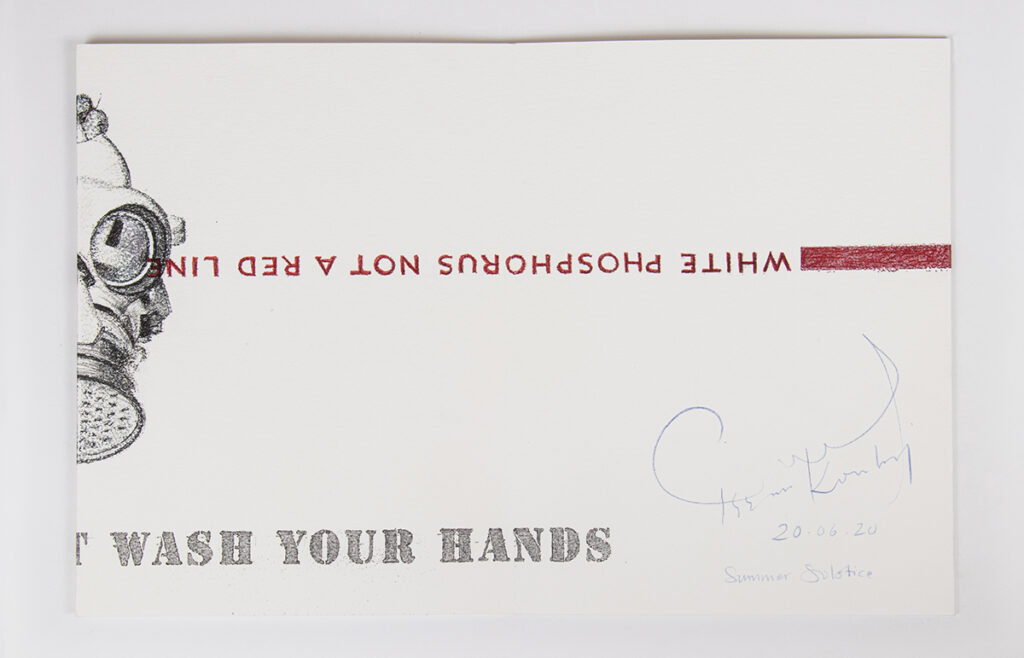 WHITE PHOSPHORUS NOT A RED LINE
T WASH YOUR HANDS
20.06.20
Summer Solstice